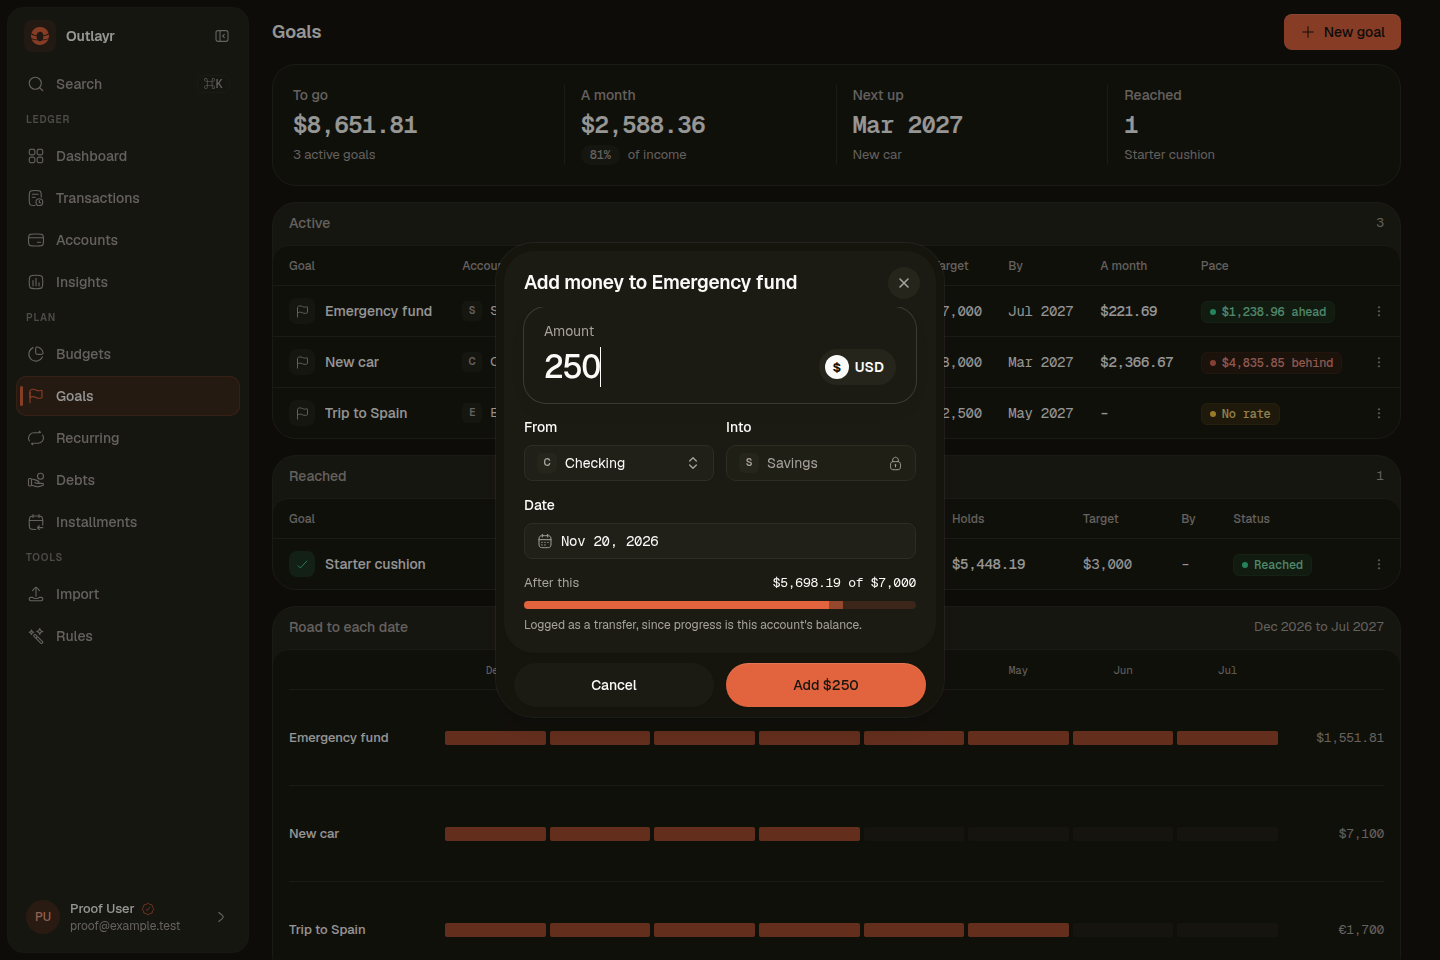 Outlayr
Goals
New goal
Search
⌘K
LEDGER
Dashboard
Transactions
Accounts
Insights
PLAN
Budgets
Goals
Recurring
Debts
Installments
TOOLS
Import
Rules
PU
Proof User
proof@example.test
To go
$8,651.81
3 active goals
A month
$2,588.36
81% of income
Next up
Mar 2027
New car
Reached
1
Starter cushion
Active
3
Goal
By
A month
Pace
Emergency fund
S
Jul 2027
$221.69
$1,238.96 ahead
New car
C
Mar 2027
$2,366.67
$4,835.85 behind
Trip to Spain
E
May 2027
–
No rate
Reached
1
Goal
Holds
Target
By
Status
Starter cushion
$5,448.19
$3,000
–
Reached
Road to each date
Dec 2026 to Jul 2027
May
Jun
Jul
Emergency fund
$1,551.81
New car
$7,100
Trip to Spain
€1,700
Add money to Emergency fund
Amount
250
$ USD
From
Into
C Checking
S Savings
Date
Nov 20, 2026
After this
$5,698.19 of $7,000
Logged as a transfer, since progress is this account's balance.
Cancel
Add $250